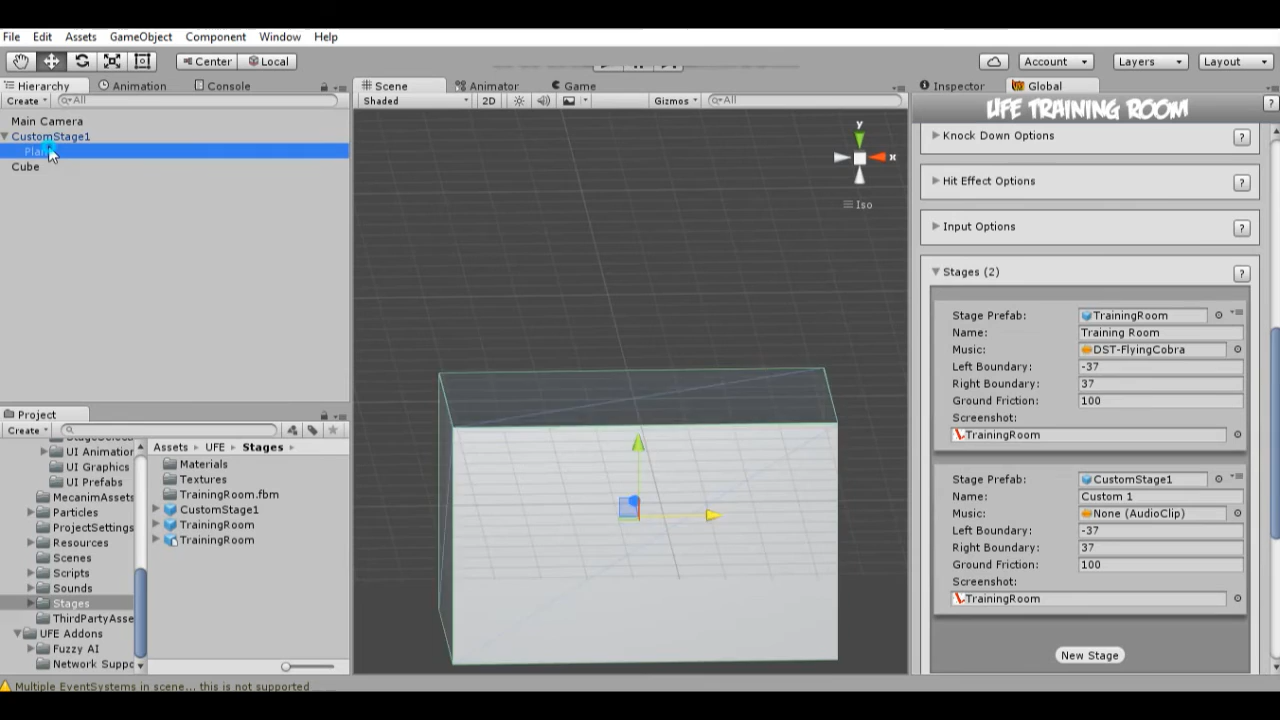 File Edit Assets GameObject Component Window Help
Center Local Account Layers Layout
Hierarchy Animation Console
Create All
Main Camera
CustomStage1
Cube
Scene Animator Game
Shaded 2D Gizmos All
y
x
Iso
Project
Create
UI Animation
UI Graphics
UI Prefabs
MecanimAssets
Particles
ProjectSettings
Resources
Scenes
Scripts
Sounds
Stages
ThirdPartyAsse
UFE Addons
Fuzzy AI
Network Suppo
Assets UFE Stages
Materials
Textures
TrainingRoom.fbm
CustomStage1
TrainingRoom
TrainingRoom
Inspector Global
UFE TRAINING ROOM ?
Knock Down Options ?
Hit Effect Options ?
Input Options ?
Stages (2) ?
Stage Prefab: TrainingRoom
Name: Training Room
Music: DST-FlyingCobra
Left Boundary: -37
Right Boundary: 37
Ground Friction: 100
Screenshot:
TrainingRoom
Stage Prefab: CustomStage1
Name: Custom 1
Music: None (AudioClip)
Left Boundary: -37
Right Boundary: 37
Ground Friction: 100
Screenshot:
TrainingRoom
New Stage
Multiple EventSystems in scene... this is not supported